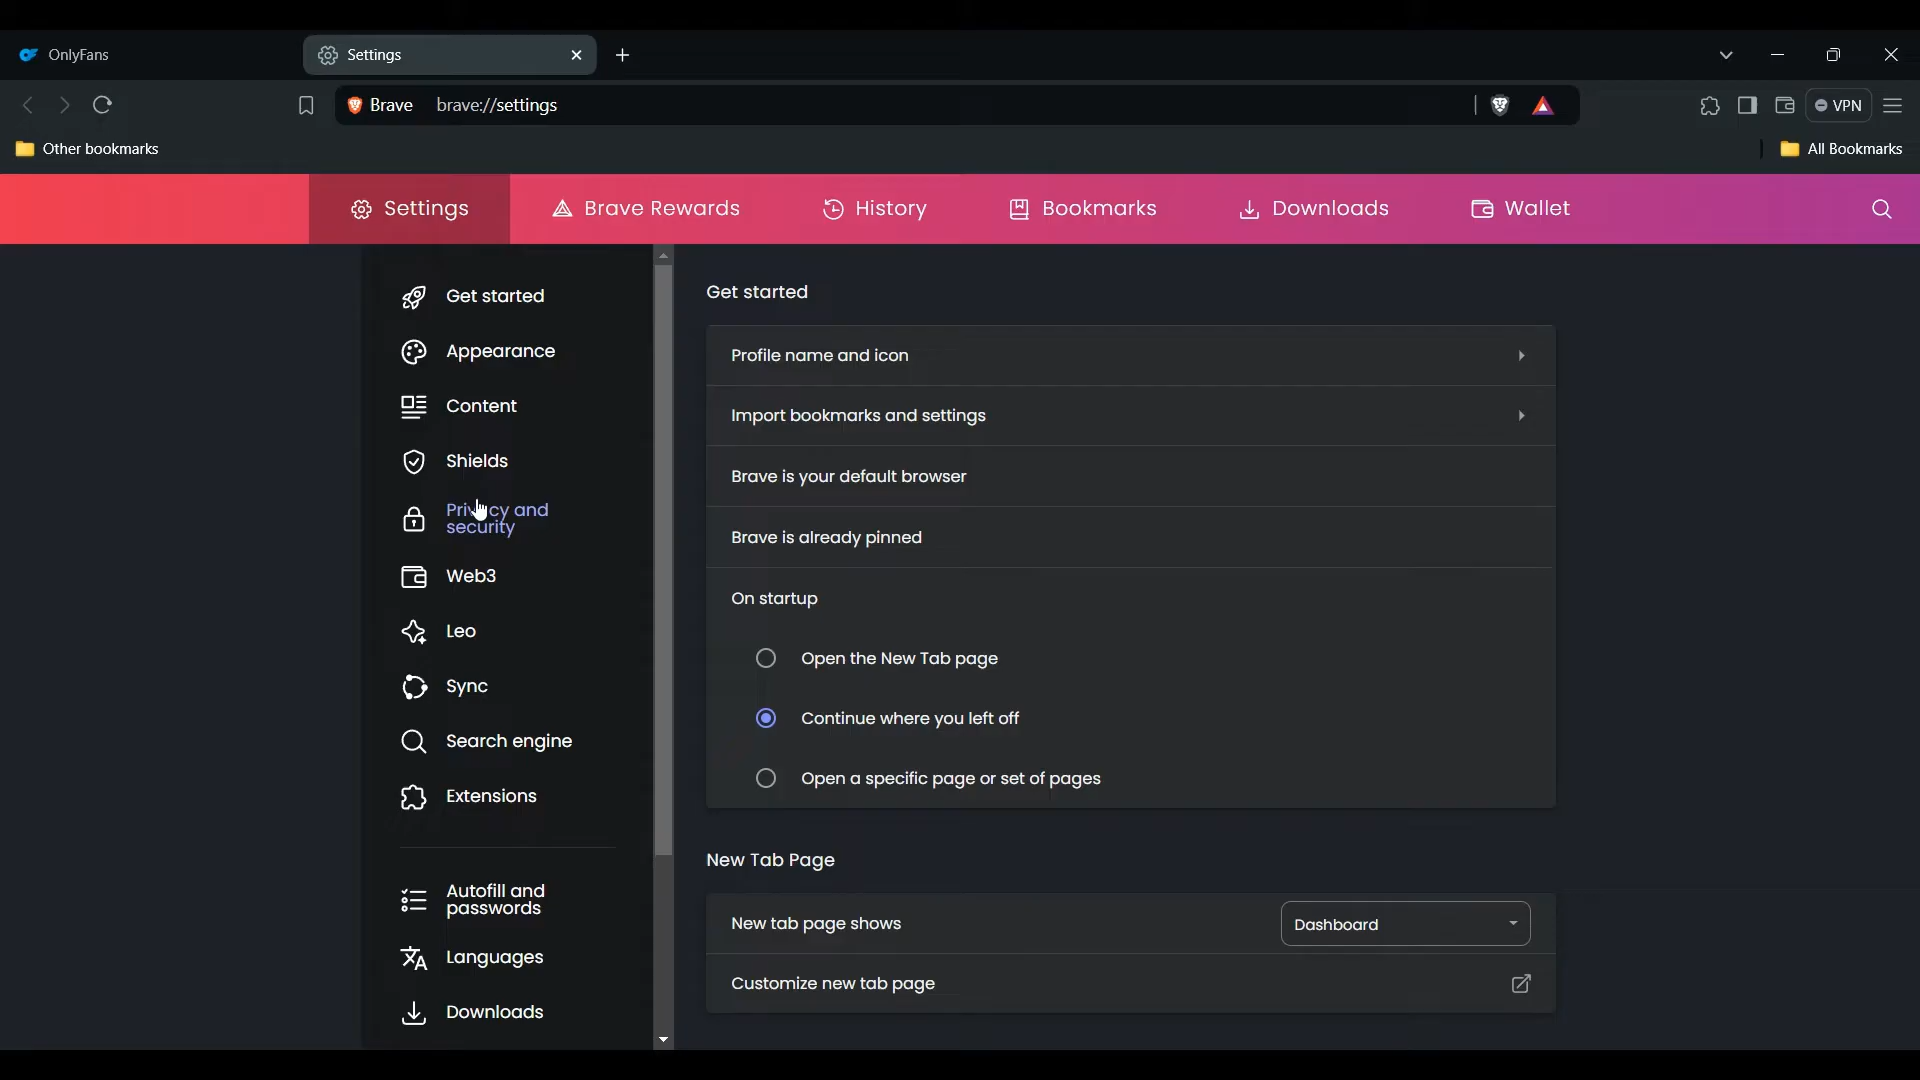 OnlyFans
Settings
Brave
brave://settings
VPN
Other bookmarks
All Bookmarks
Settings
Brave Rewards
History
Bookmarks
Downloads
Wallet
Get started
Appearance
Content
Shields
Privacy and
security
Web3
Leo
Sync
Search engine
Extensions
Autofill and
passwords
Languages
Downloads
Get started
Profile name and icon
Import bookmarks and settings
Brave is your default browser
Brave is already pinned
On startup
Open the New Tab page
Continue where you left off
Open a specific page or set of pages
New Tab Page
New tab page shows
Dashboard
Customize new tab page